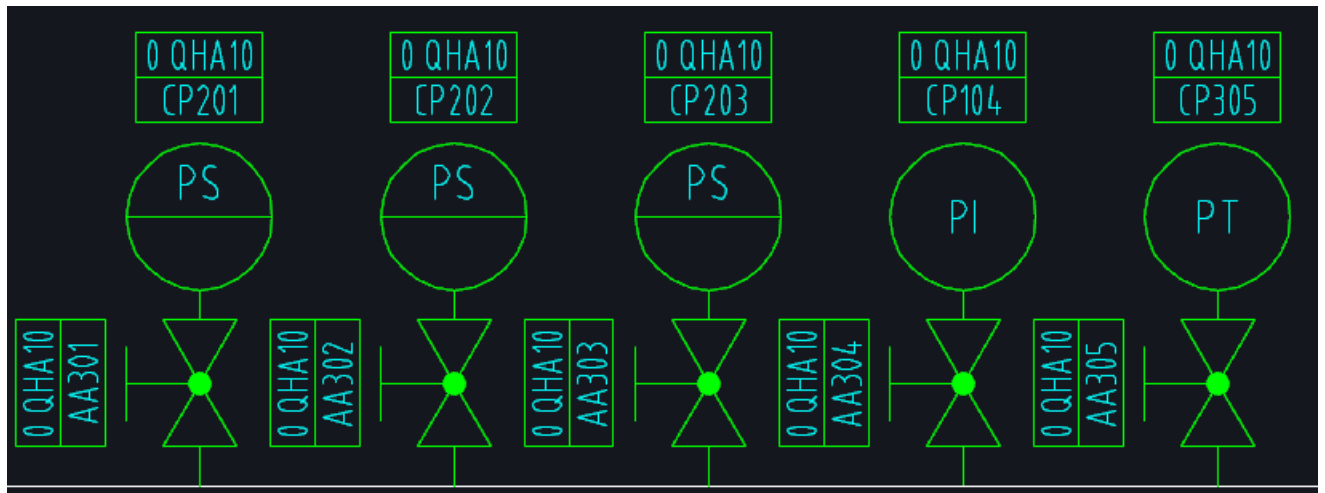 0 QHA10
CP201
0 QHA10
CP202
0 QHA10
CP203
0 QHA10
CP104
0 QHA10
CP305
PS
PS
PS
PI
PT
0 QHA10
AA301
0 QHA10
AA302
0 QHA10
AA303
0 QHA10
AA304
0 QHA10
AA305